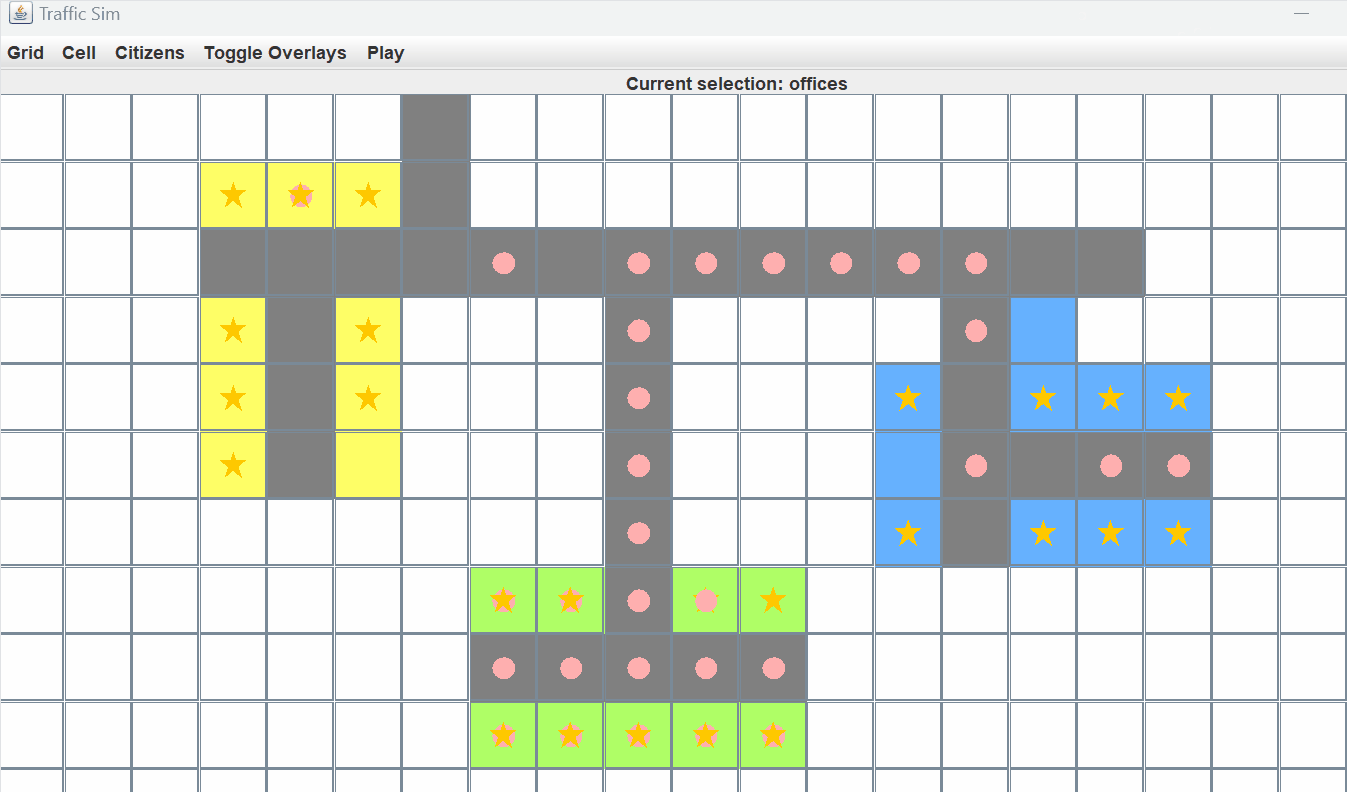 Traffic Sim
Grid Cell Citizens Toggle Overlays Play
Current selection: offices